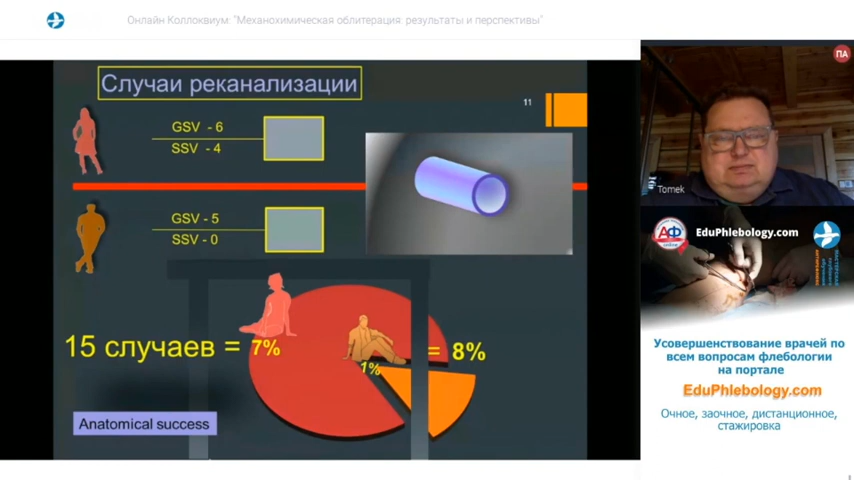 Онлайн Коллоквиум: "Механохимическая облитерация: результаты и перспективы"
Случаи реканализации
11
GSV - 6
SSV - 4
GSV - 5
SSV - 0
15 случаев = 7%
1%
= 8%
Anatomical success
ПА
Tomek
АФ
EduPhlebology.com
Усовершенствование врачей по
всем вопросам флебологии
на портале
EduPhlebology.com
Очное, заочное, дистанционное,
стажировка